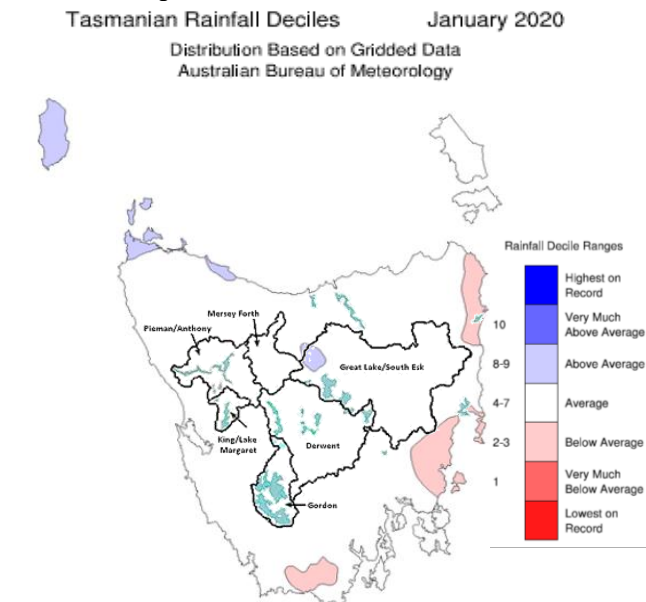 Tasmanian Rainfall Deciles January 2020
Distribution Based on Gridded Data
Australian Bureau of Meteorology
Rainfall Decile Ranges
Highest on
Record
10
Very Much
Above Average
8-9
Above Average
4-7
Average
2-3
Below Average
1
Very Much
Below Average
Lowest on
Record
Mersey Forth
Pieman/Anthony
Great Lake/South Esk
King/Lake
Margaret
Derwent
Gordon